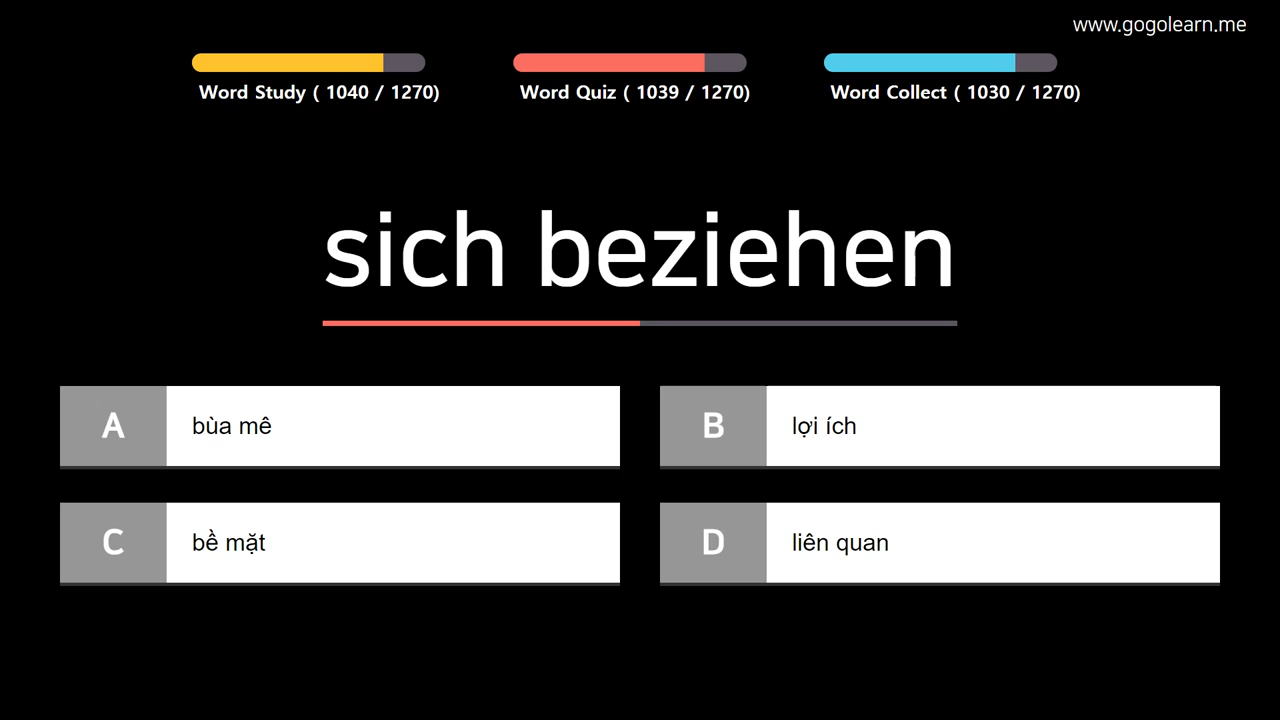 www.gogolearn.me
Word Study ( 1040 / 1270)
Word Quiz ( 1039 / 1270)
Word Collect ( 1030 / 1270)
sich beziehen
A bùa mê
B lợi ích
C bề mặt
D liên quan